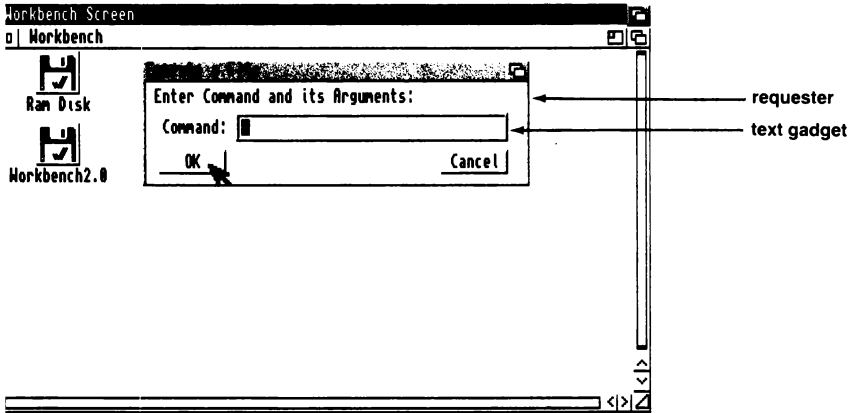 Workbench Screen
Workbench
Ram Disk
Workbench2.0
Enter Command and its Arguments:
Command:
OK
Cancel
requester
text gadget